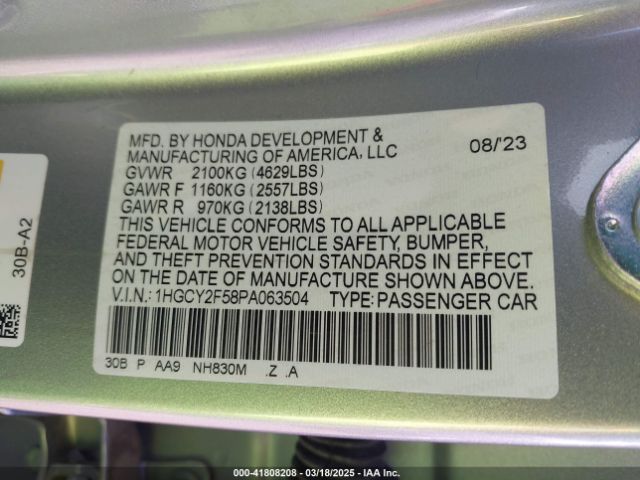 MFD. BY HONDA DEVELOPMENT &
MANUFACTURING OF AMERICA, LLC 08/'23
GVWR 2100KG (4629LBS)
GAWR F 1160KG (2557LBS)
GAWR R 970KG (2138LBS)
THIS VEHICLE CONFORMS TO ALL APPLICABLE
FEDERAL MOTOR VEHICLE SAFETY, BUMPER,
AND THEFT PREVENTION STANDARDS IN EFFECT
ON THE DATE OF MANUFACTURE SHOWN ABOVE.
V.I.N.: 1HGCY2F58PA063504 TYPE: PASSENGER CAR
30B P AA9 NH830M .Z .A
30B-A2
000-41808208 | 03/18/2025 | IAA Inc.